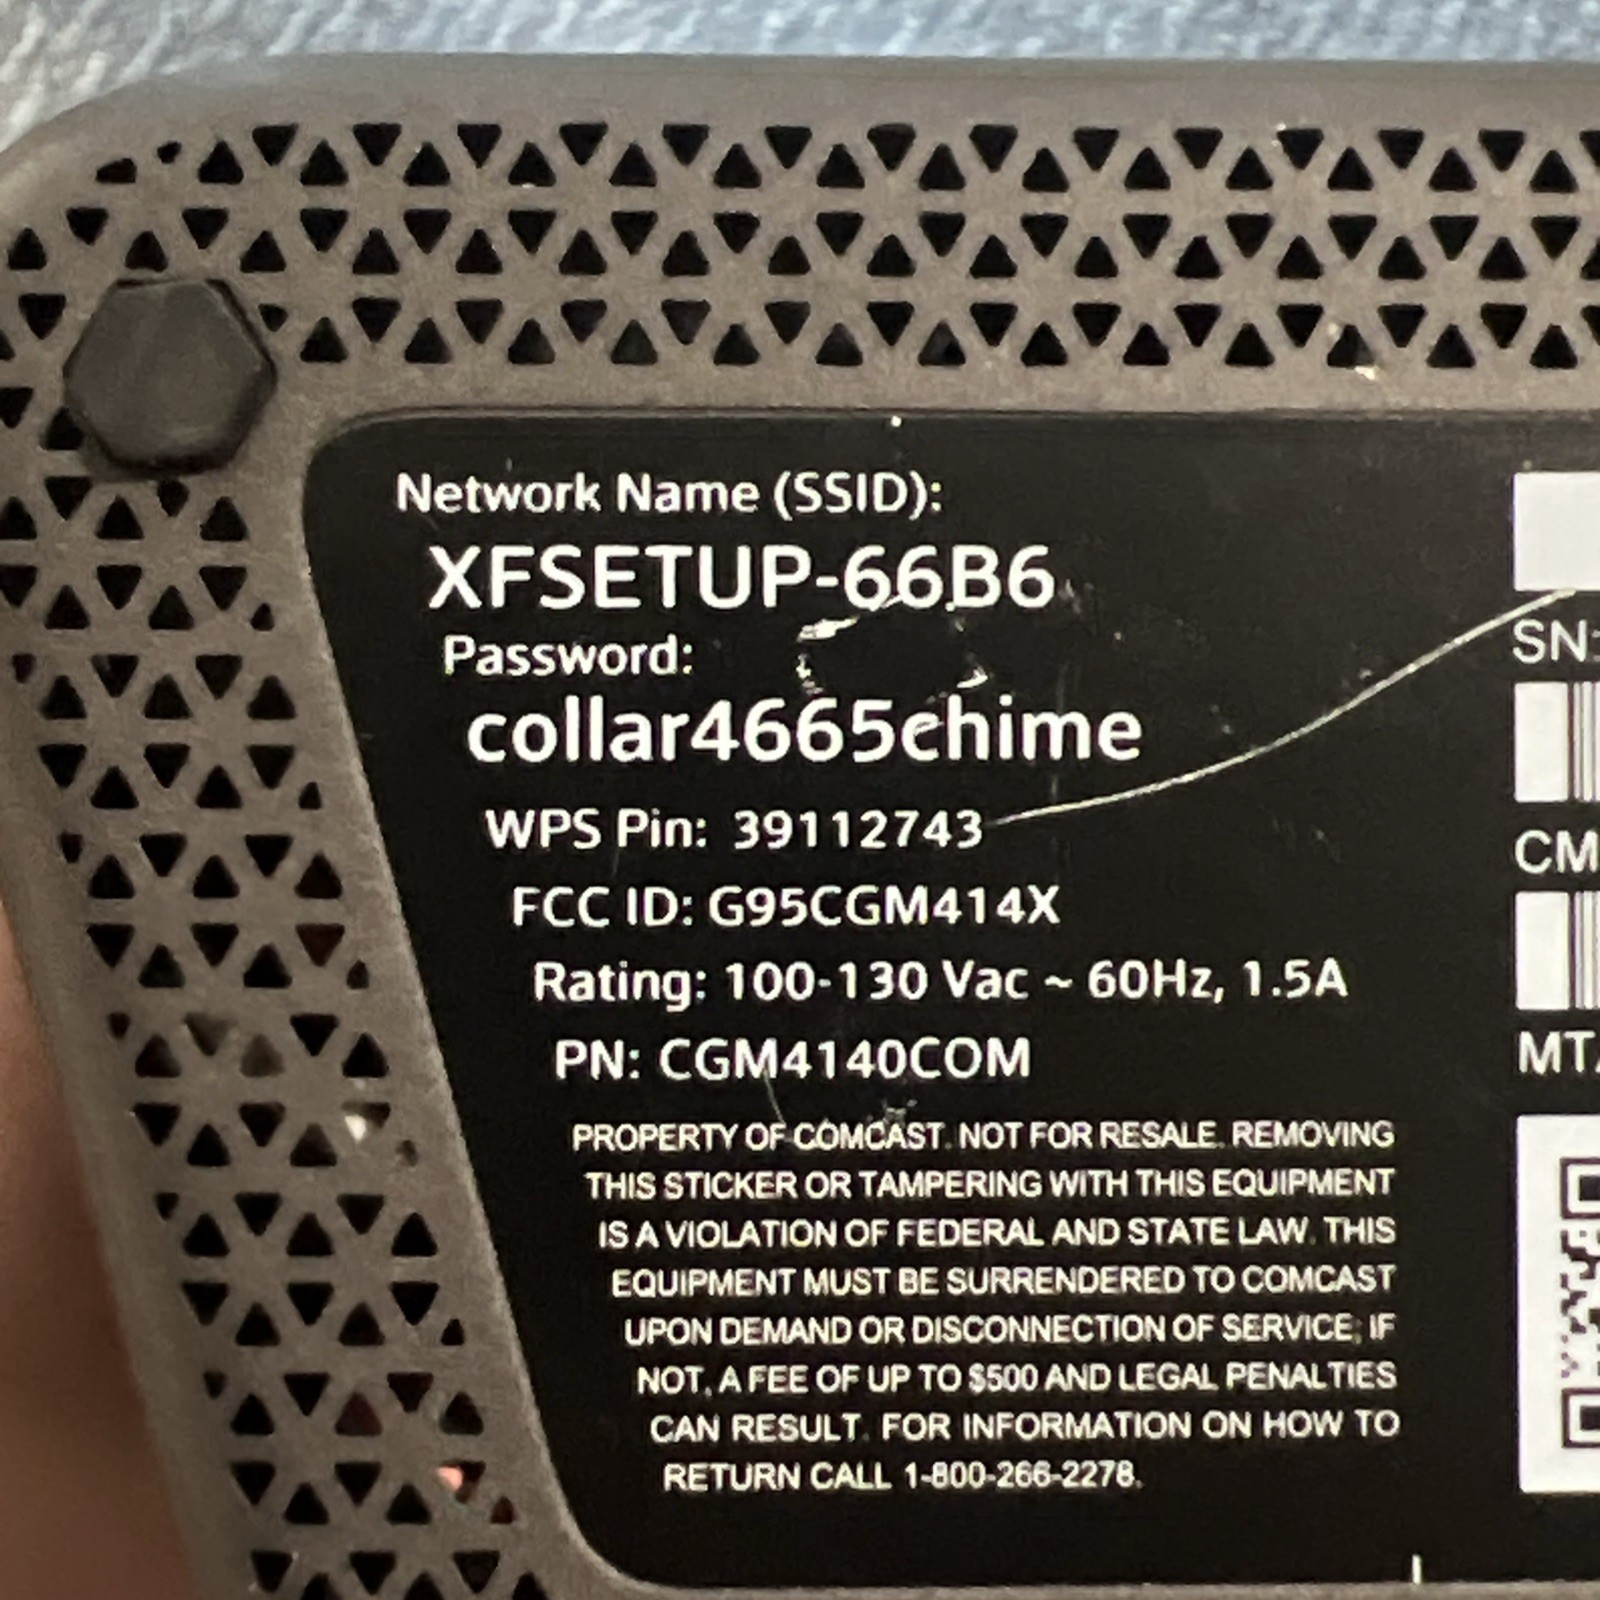 Network Name (SSID):
XFSETUP-66B6
Password:
collar4665chime
WPS Pin: 39112743
FCC ID: G95CGM414X
Rating: 100-130 Vac ~ 60Hz, 1.5A
PN: CGM4140COM
PROPERTY OF COMCAST. NOT FOR RESALE. REMOVING
THIS STICKER OR TAMPERING WITH THIS EQUIPMENT
IS A VIOLATION OF FEDERAL AND STATE LAW. THIS
EQUIPMENT MUST BE SURRENDERED TO COMCAST
UPON DEMAND OR DISCONNECTION OF SERVICE; IF
NOT, A FEE OF UP TO $500 AND LEGAL PENALTIES
CAN RESULT. FOR INFORMATION ON HOW TO
RETURN CALL 1-800-266-2278.
SN:
CM
MTA